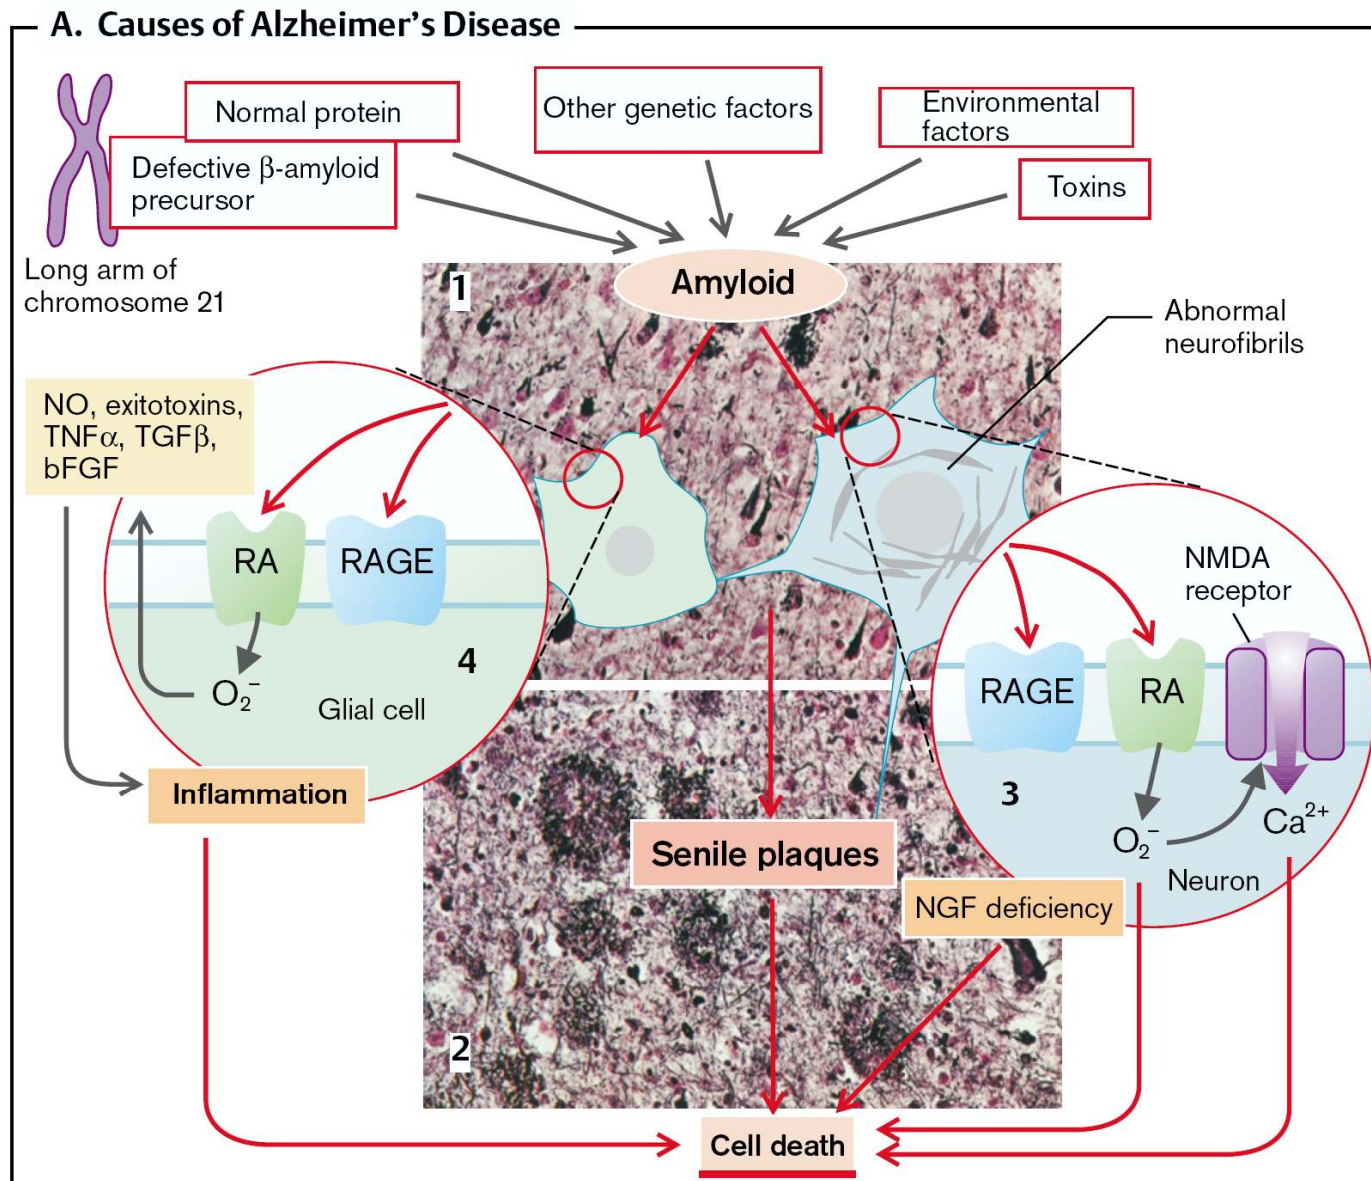 A. Causes of Alzheimer's Disease
Normal protein
Defective β-amyloid
precursor
Other genetic factors
Environmental
factors
Toxins
Long arm of
chromosome 21
1
Amyloid
Abnormal
neurofibrils
NO, exitotoxins,
TNFα, TGFβ,
bFGF
RA
RAGE
4
O₂⁻
Glial cell
Inflammation
NMDA
receptor
RAGE
RA
3
O₂⁻
Ca²⁺
Neuron
Senile plaques
NGF deficiency
2
Cell death